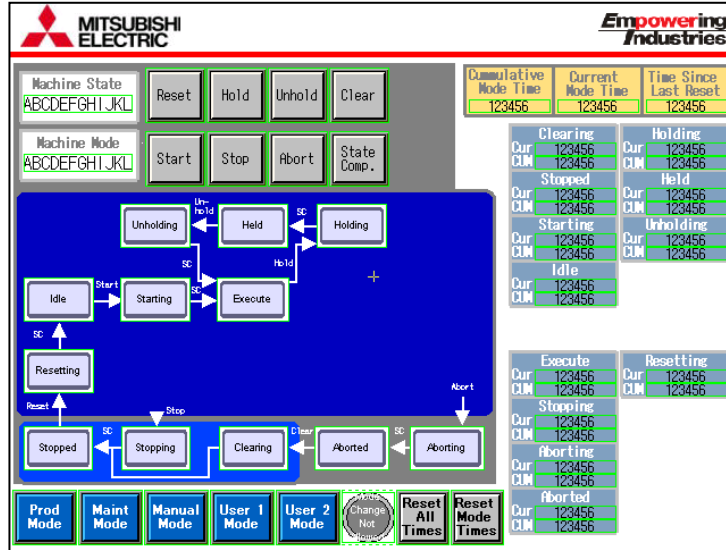 MITSUBISHI
ELECTRIC
Empowering
Industries
Machine State
ABCDEFGHIJKL
Reset
Hold
Unhold
Clear
Machine Mode
ABCDEFGHIJKL
Start
Stop
Abort
State
Comp.
Cummulative
Mode Time
123456
Current
Mode Time
123456
Time Since
Last Reset
123456
Clearing
Cur 123456
CUM 123456
Holding
Cur 123456
CUM 123456
Stopped
Cur 123456
CUM 123456
Held
Cur 123456
CUM 123456
Starting
Cur 123456
CUM 123456
Unholding
Cur 123456
CUM 123456
Idle
Cur 123456
CUM 123456
Un-
hold
SC
Unholding
Held
Holding
SC
Hold
Start
SC
Idle
Starting
Execute
SC
Resetting
Reset
Stop
Abort
SC
Clear
SC
Stopped
Stopping
Clearing
Aborted
Aborting
Execute
Cur 123456
CUM 123456
Resetting
Cur 123456
CUM 123456
Stopping
Cur 123456
CUM 123456
Aborting
Cur 123456
CUM 123456
Aborted
Cur 123456
CUM 123456
Prod
Mode
Maint
Mode
Manual
Mode
User 1
Mode
User 2
Mode
Change
Not
Reset
All
Times
Reset
Mode
Times